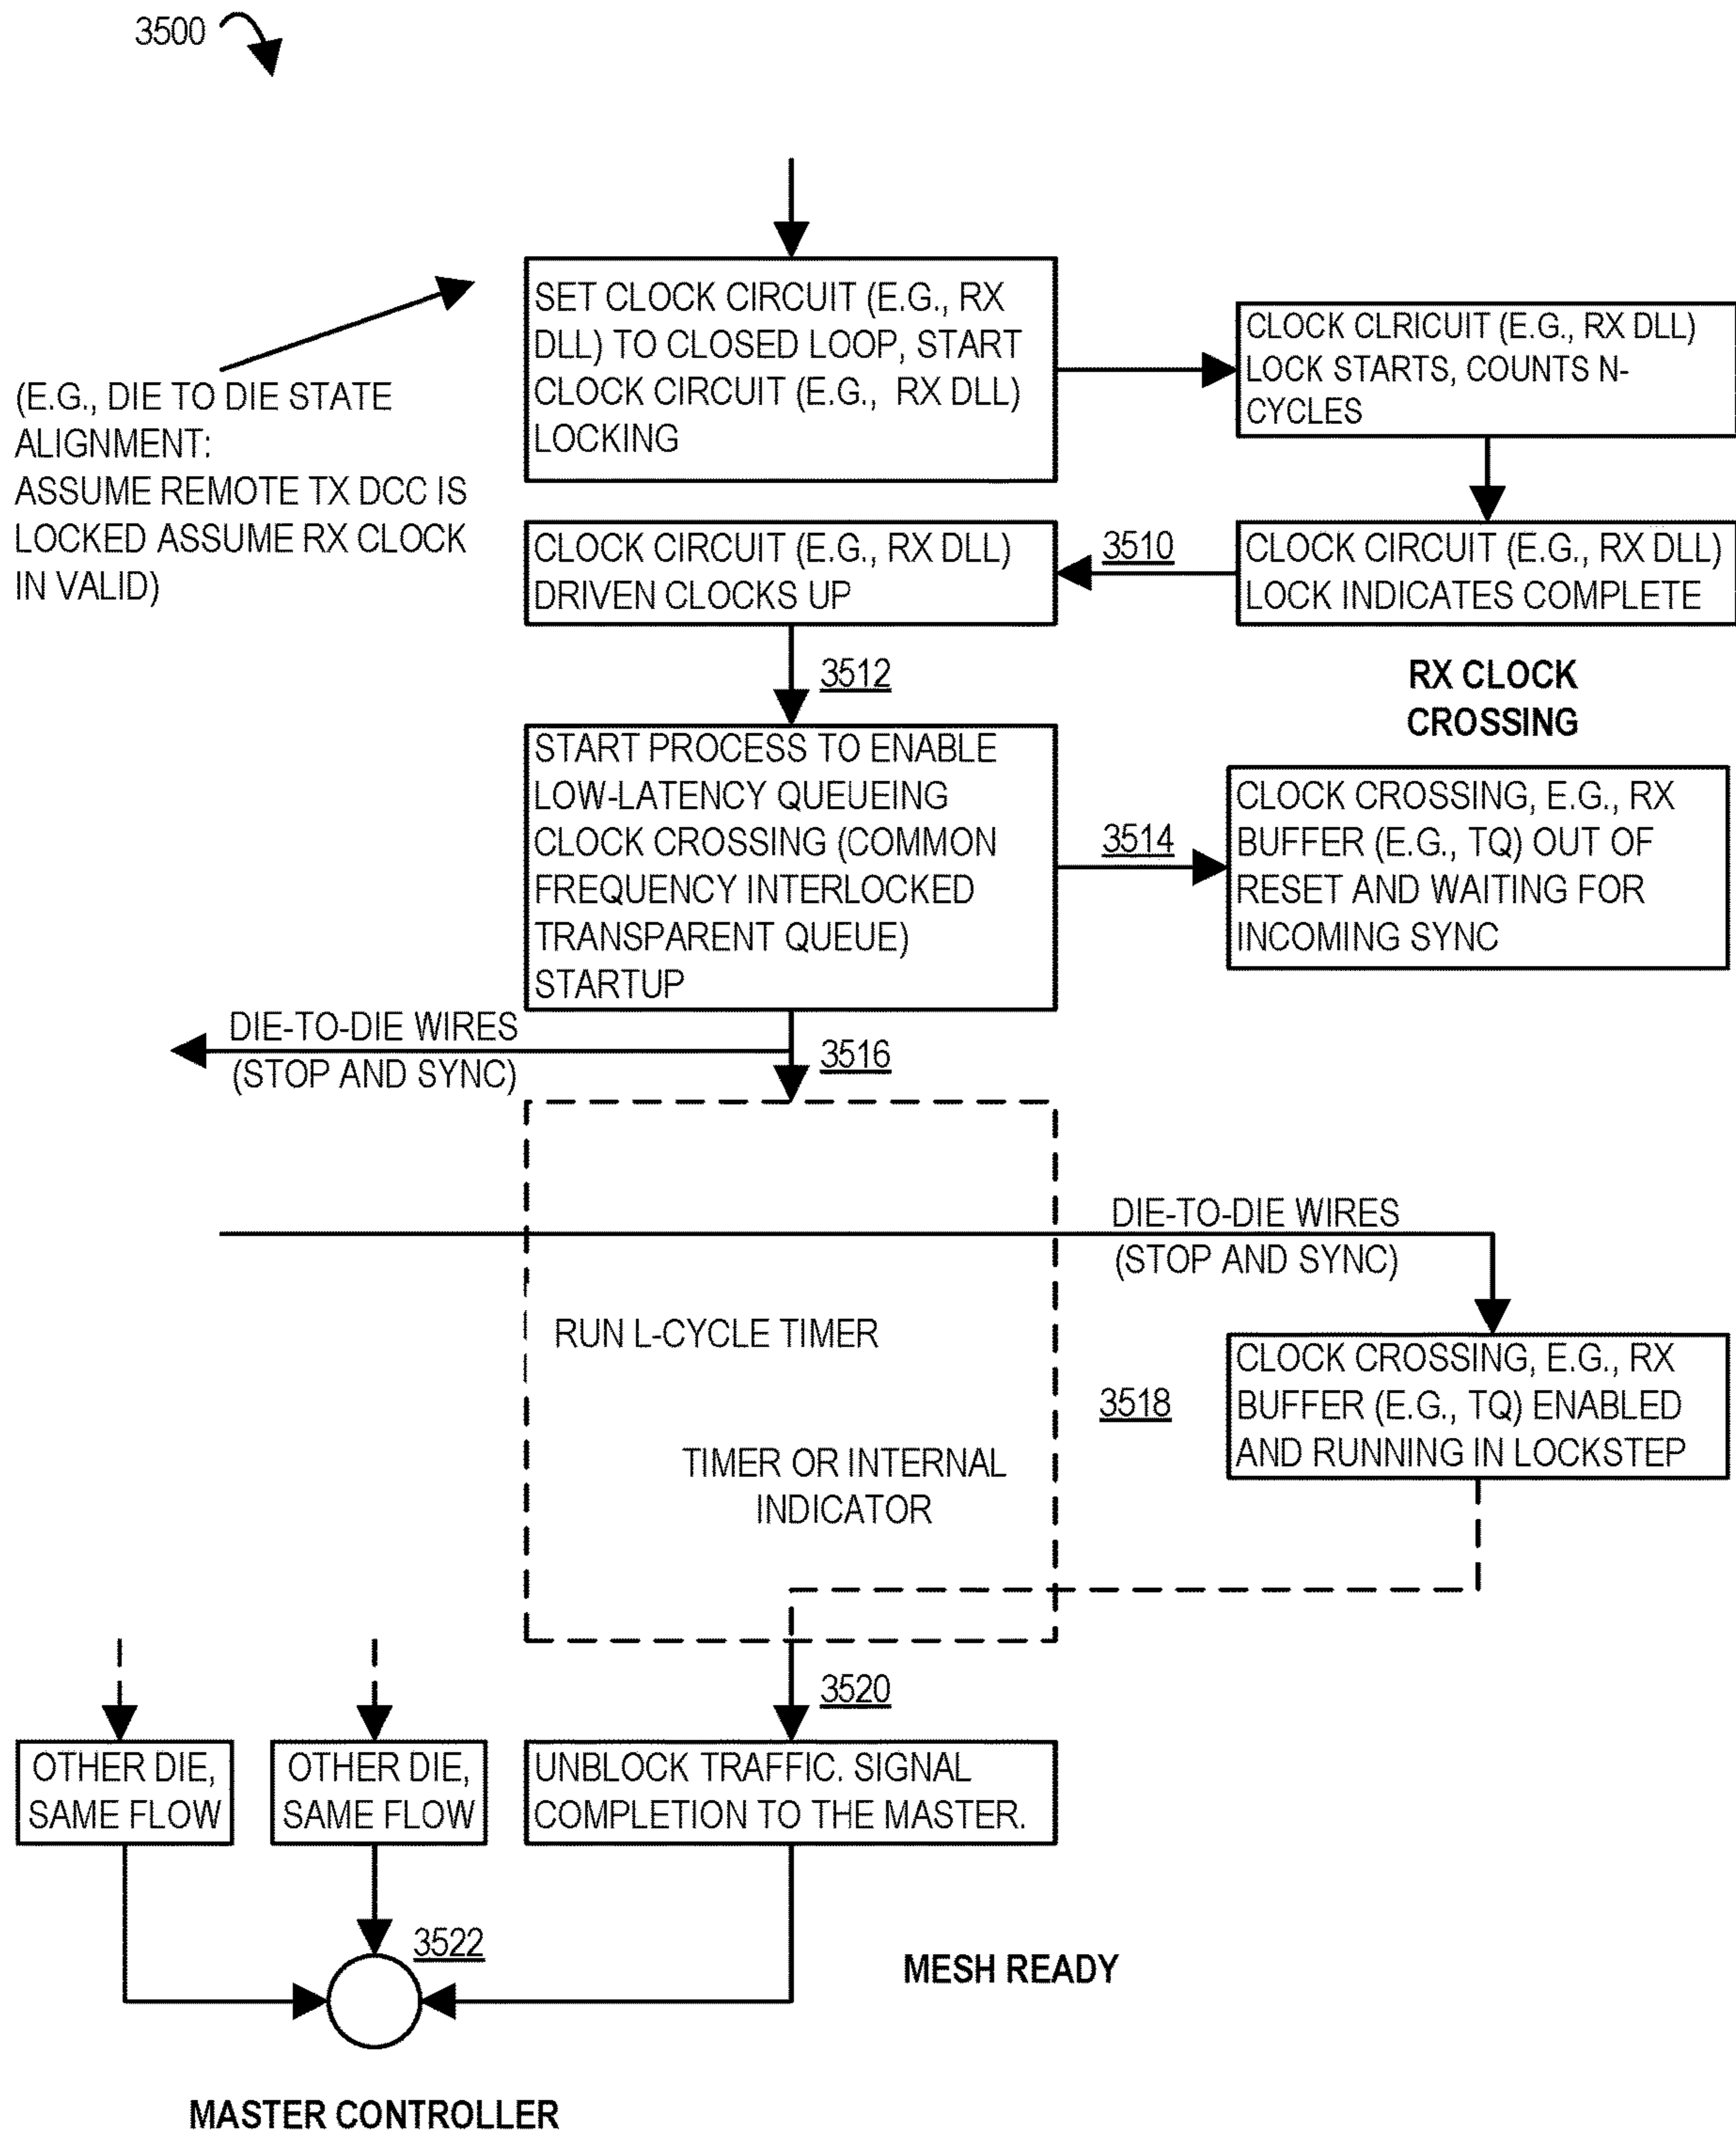 3500
SET CLOCK CIRCUIT (E.G., RX
DLL) TO CLOSED LOOP, START
CLOCK CIRCUIT (E.G., RX DLL)
LOCKING
CLOCK CLRICUIT (E.G., RX DLL)
LOCK STARTS, COUNTS N-
CYCLES
(E.G., DIE TO DIE STATE
ALIGNMENT:
ASSUME REMOTE TX DCC IS
LOCKED ASSUME RX CLOCK
IN VALID)
CLOCK CIRCUIT (E.G., RX DLL)
DRIVEN CLOCKS UP
3510
CLOCK CIRCUIT (E.G., RX DLL)
LOCK INDICATES COMPLETE
3512
RX CLOCK
CROSSING
START PROCESS TO ENABLE
LOW-LATENCY QUEUEING
CLOCK CROSSING (COMMON
FREQUENCY INTERLOCKED
TRANSPARENT QUEUE)
STARTUP
3514
CLOCK CROSSING, E.G., RX
BUFFER (E.G., TQ) OUT OF
RESET AND WAITING FOR
INCOMING SYNC
DIE-TO-DIE WIRES
(STOP AND SYNC)
3516
DIE-TO-DIE WIRES
(STOP AND SYNC)
RUN L-CYCLE TIMER
3518
CLOCK CROSSING, E.G., RX
BUFFER (E.G., TQ) ENABLED
AND RUNNING IN LOCKSTEP
TIMER OR INTERNAL
INDICATOR
3520
OTHER DIE,
SAME FLOW
OTHER DIE,
SAME FLOW
UNBLOCK TRAFFIC. SIGNAL
COMPLETION TO THE MASTER.
3522
MESH READY
MASTER CONTROLLER